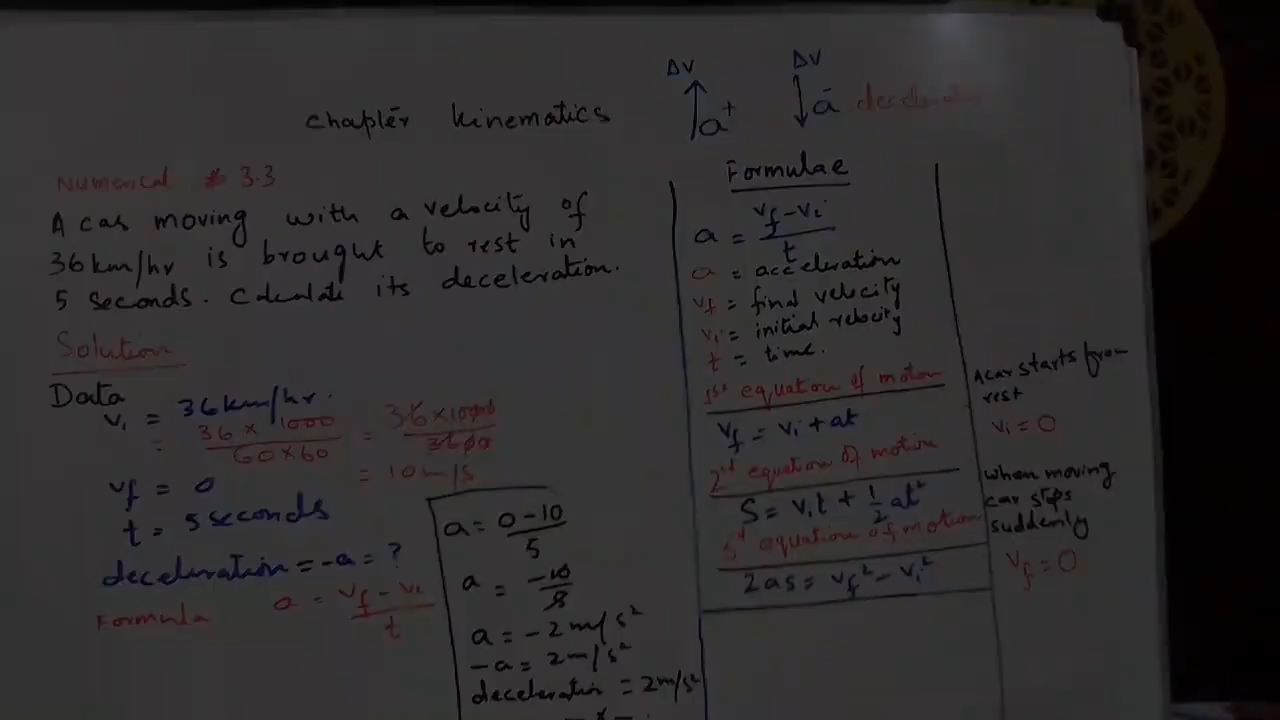 Chapter Kinematics
ΔV
a+
ΔV
a-
Numerical # 3.3
A car moving with a velocity of
36km/hr is brought to rest in
5 seconds. Calculate its deceleration.
Solution
Data
vi = 36km/hr.
= 36 × 1000 / 60×60 = 36×1000 / 3600
= 10m/s
vf = 0
t = 5 seconds
deceleration = -a = ?
Formula a = vf - vi / t
a = 0-10 / 5
a = -10 / 5
a = -2m/s²
-a = 2m/s²
deceleration = 2m/s²
-x-
Formulae
a = vf-vi / t
a = acceleration
vf = final velocity
vi = initial velocity
t = time.
1st equation of motion
vf = vi + at
2nd equation of motion
S = vit + 1/2 at²
3rd equation of motion
2as = vf² - vi²
A car starts from
rest
vi = 0
when moving
car stops
suddenly
vf = 0